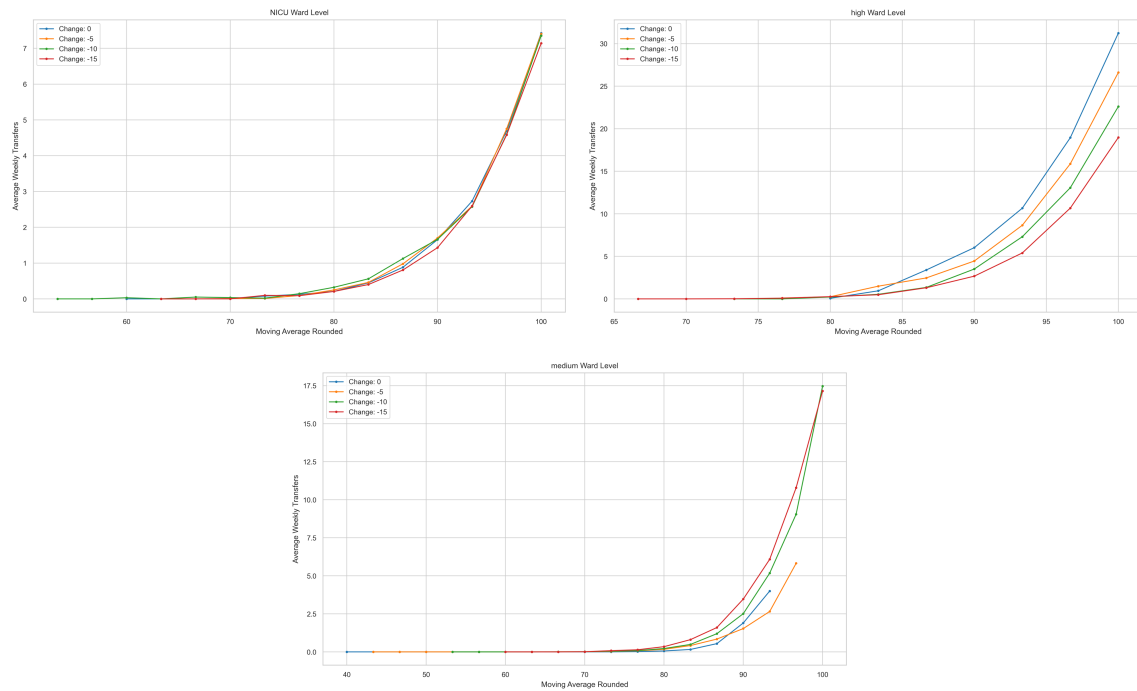 NICU Ward Level
Change: 0
Change: -5
Change: -10
Change: -15
Average Weekly Transfers
7
6
5
4
3
2
1
0
60
70
80
90
100
Moving Average Rounded
high Ward Level
Change: 0
Change: -5
Change: -10
Change: -15
Average Weekly Transfers
30
25
20
15
10
5
0
65
70
75
80
85
90
95
100
Moving Average Rounded
medium Ward Level
Change: 0
Change: -5
Change: -10
Change: -15
Average Weekly Transfers
17.5
15.0
12.5
10.0
7.5
5.0
2.5
0.0
40
50
60
70
80
90
100
Moving Average Rounded